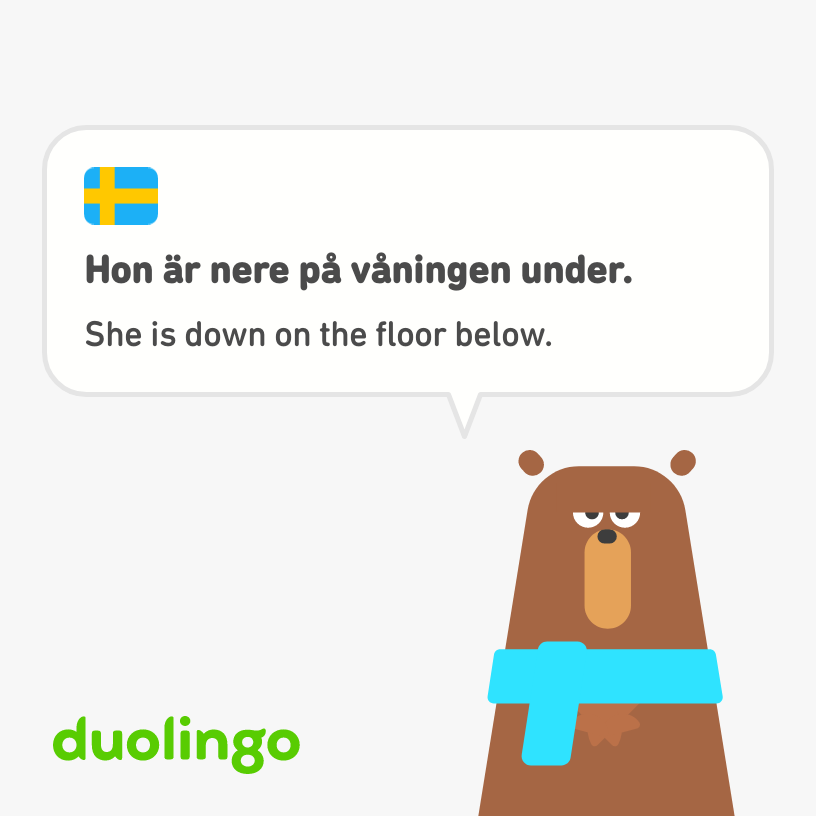 Hon är nere på våningen under.
She is down on the floor below.
duolingo